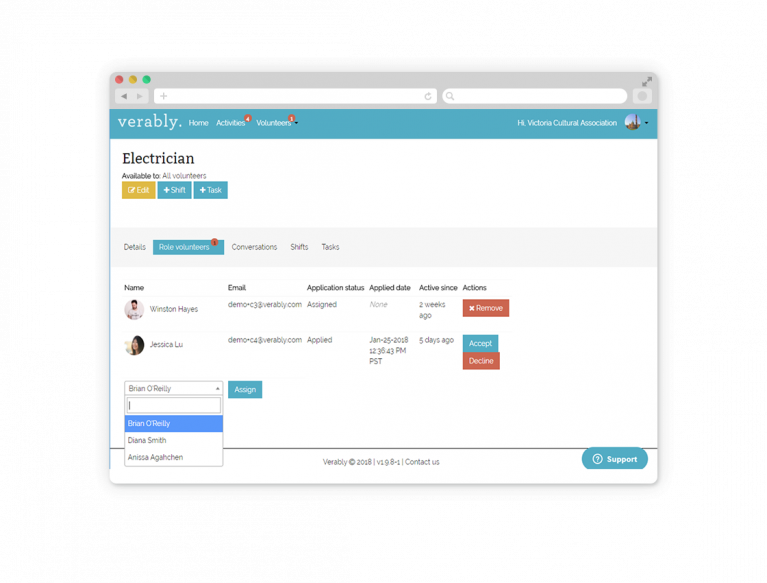 verably. Home Activities 4 Volunteers 1 Hi, Victoria Cultural Association
Electrician
Available to: All volunteers
Edit + Shift + Task
Details Role volunteers 1 Conversations Shifts Tasks
Name Email Application status Applied date Active since Actions
Winston Hayes demo+c3@verably.com Assigned None 2 weeks
ago
Remove
Jessica Lu demo+c4@verably.com Applied Jan-25-2018
12:36:43 PM
PST
5 days ago Accept
Decline
Brian O'Reilly Assign
Brian O'Reilly
Diana Smith
Anissa Agahchen
Verably © 2018 | v1.9.8-1 | Contact us
Support